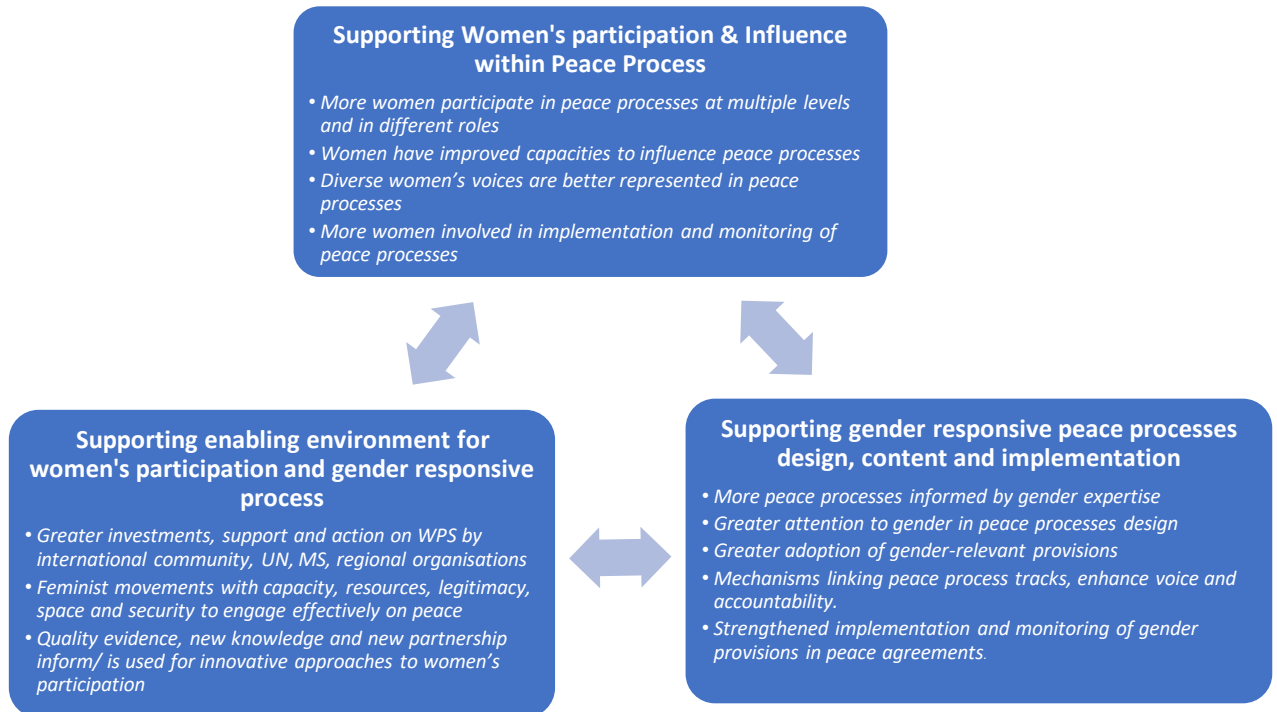 Supporting Women's participation & Influence
within Peace Process
• More women participate in peace processes at multiple levels
and in different roles
• Women have improved capacities to influence peace processes
• Diverse women’s voices are better represented in peace
processes
• More women involved in implementation and monitoring of
peace processes
Supporting enabling environment for
women's participation and gender responsive
process
• Greater investments, support and action on WPS by
international community, UN, MS, regional organisations
• Feminist movements with capacity, resources, legitimacy,
space and security to engage effectively on peace
• Quality evidence, new knowledge and new partnership
inform/ is used for innovative approaches to women’s
participation
Supporting gender responsive peace processes
design, content and implementation
• More peace processes informed by gender expertise
• Greater attention to gender in peace processes design
• Greater adoption of gender-relevant provisions
• Mechanisms linking peace process tracks, enhance voice and
accountability.
• Strengthened implementation and monitoring of gender
provisions in peace agreements.